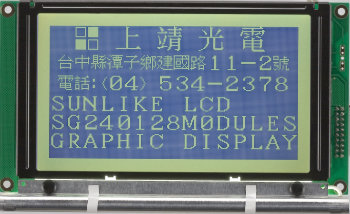 上靖光電
台中縣潭子鄉建國路11-2號
電話:(04) 534-2378
SUNLIKE LCD
SG240128MODULES
GRAPHIC DISPLAY